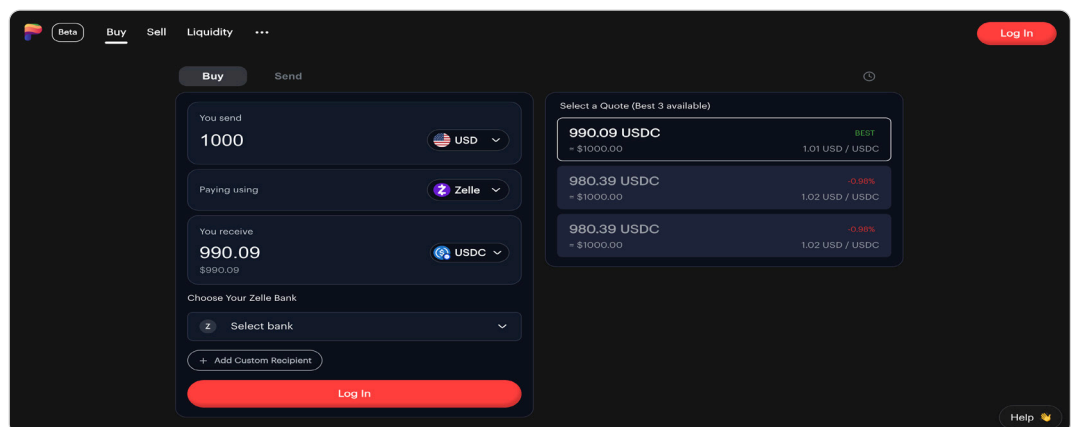 Beta
Buy
Sell
Liquidity
•••
Log In
Buy
Send
You send
1000
USD
Paying using
Zelle
You receive
990.09
USDC
$990.09
Choose Your Zelle Bank
Z
Select bank
+ Add Custom Recipient
Log In
Select a Quote (Best 3 available)
990.09 USDC
BEST
= $1000.00
1.01 USD / USDC
980.39 USDC
-0.98%
= $1000.00
1.02 USD / USDC
980.39 USDC
-0.98%
= $1000.00
1.02 USD / USDC
Help 👋